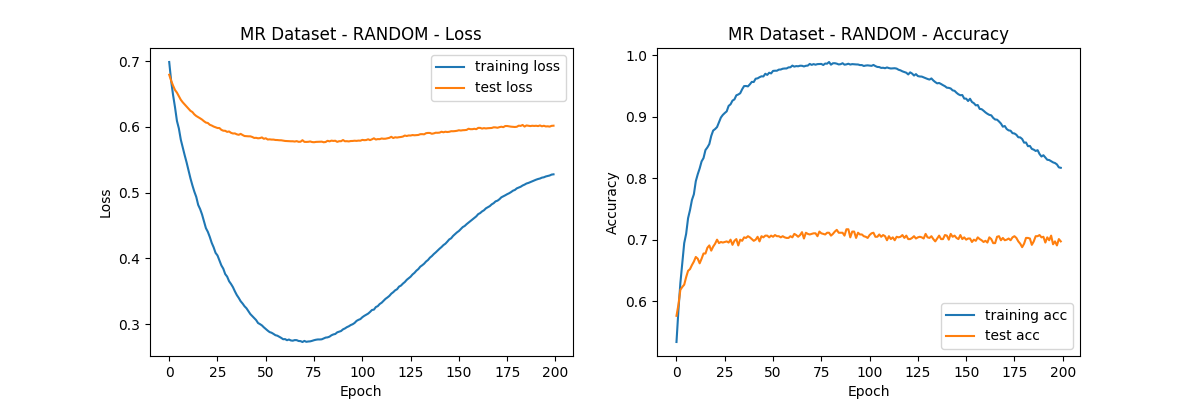 MR Dataset - RANDOM - Loss
0.7
0.6
0.5
0.4
0.3
Loss
training loss
test loss
0 25 50 75 100 125 150 175 200
Epoch
MR Dataset - RANDOM - Accuracy
1.0
0.9
0.8
0.7
0.6
Accuracy
training acc
test acc
0 25 50 75 100 125 150 175 200
Epoch